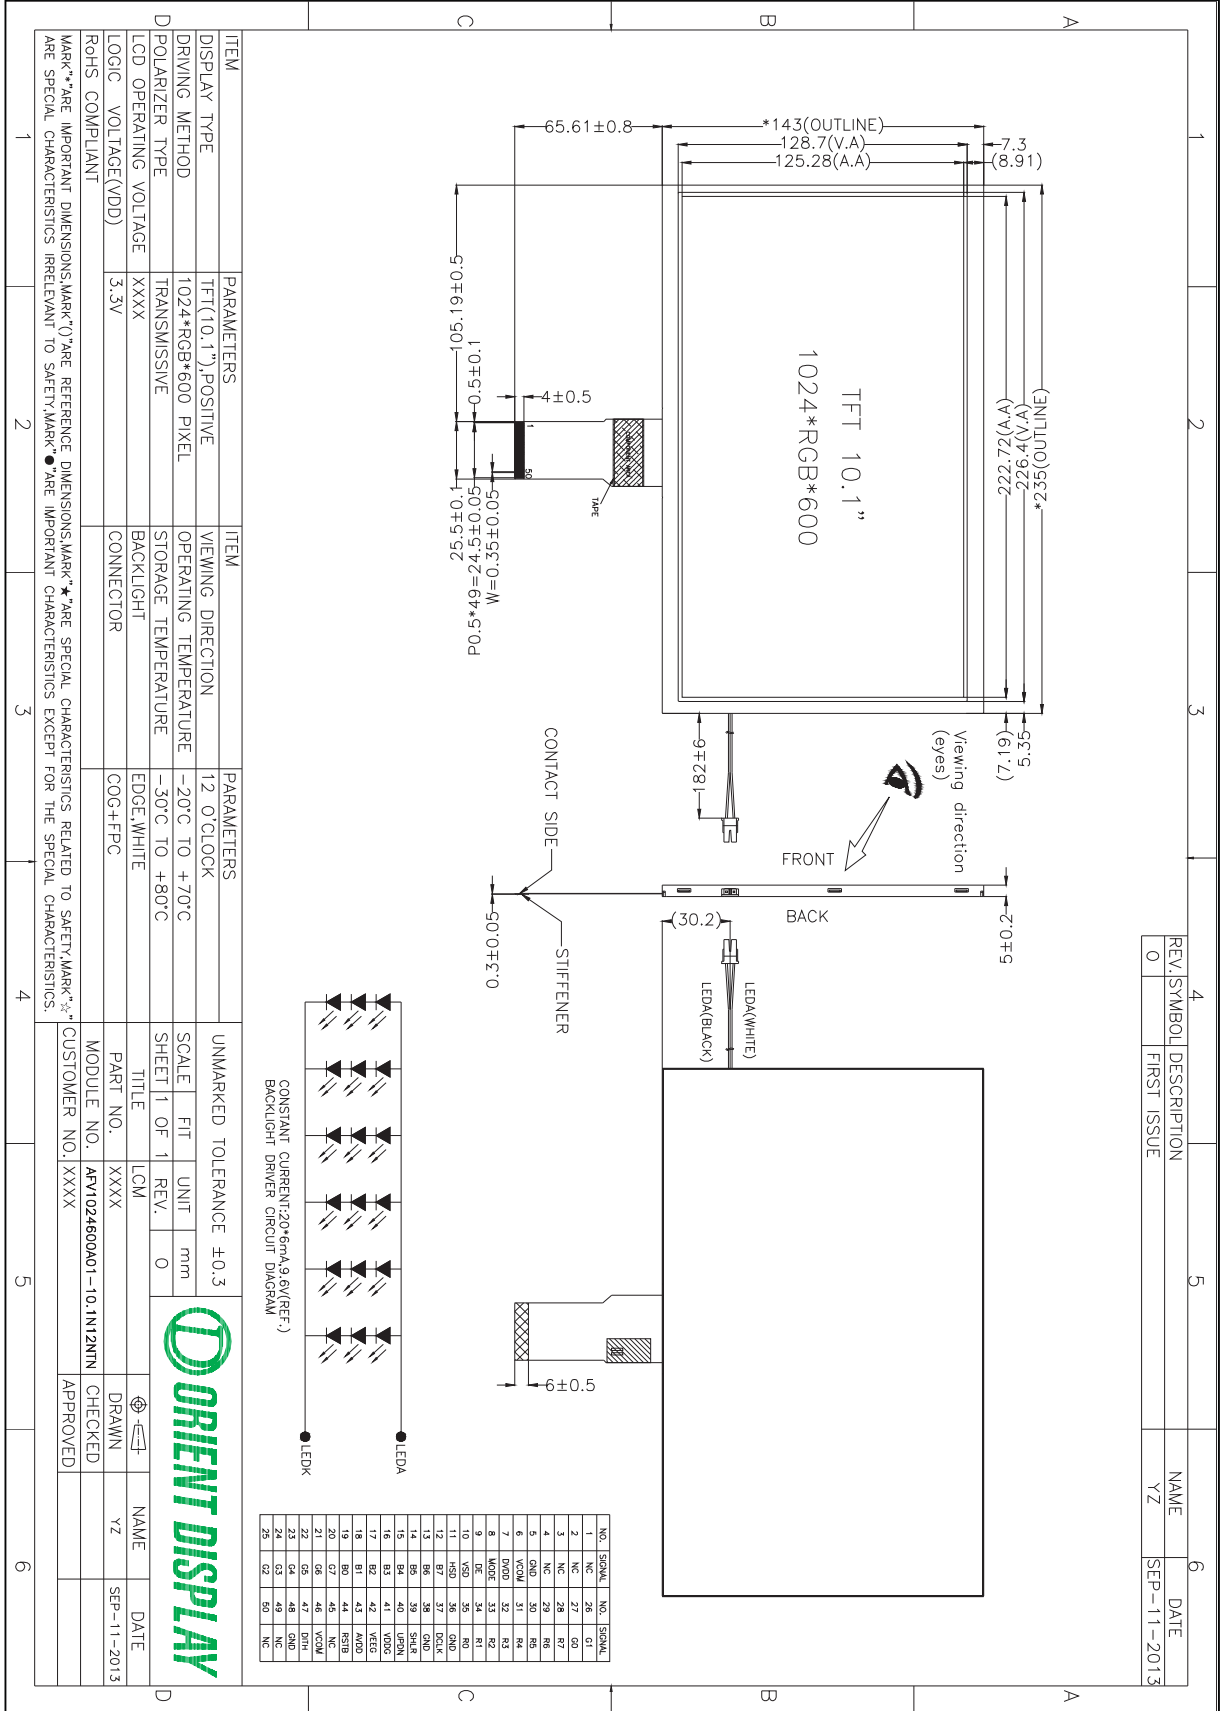 1
2
3
4
5
6
A
B
C
D
REV. SYMBOL DESCRIPTION NAME DATE
0 FIRST ISSUE YZ SEP-11-2013
*235(OUTLINE)
226.4(V.A)
222.72(A.A)
5.35
(7.19)
7.3
(8.91)
*143(OUTLINE)
128.7(V.A)
125.28(A.A)
65.61±0.8
TFT 10.1"
1024*RGB*600
Viewing direction
(eyes)
FRONT
BACK
5±0.2
182±6
(30.2)
LEDA(WHITE)
LEDA(BLACK)
TAPE
4±0.5
1
50
105.19±0.5
0.5±0.1
W=0.35±0.05
P0.5*49=24.5±0.05
25.5±0.1
CONTACT SIDE
STIFFENER
0.3±0.05
6±0.5
LEDA
LEDK
CONSTANT CURRENT:20*6mA,9.6V(REF.)
BACKLIGHT DRIVER CIRCUIT DIAGRAM
NO. SIGNAL NO. SIGNAL
1 NC 26 G1
2 NC 27 G0
3 NC 28 R7
4 NC 29 R6
5 GND 30 R5
6 VCOM 31 R4
7 DVDD 32 R3
8 MODE 33 R2
9 DE 34 R1
10 VSD 35 R0
11 HSD 36 GND
12 B7 37 DCLK
13 B6 38 GND
14 B5 39 SHLR
15 B4 40 UPDN
16 B3 41 VDDG
17 B2 42 VEEG
18 B1 43 AVDD
19 B0 44 RSTB
20 G7 45 NC
21 G6 46 VCOM
22 G5 47 DITH
23 G4 48 GND
24 G3 49 NC
25 G2 50 NC
ITEM PARAMETERS ITEM PARAMETERS
DISPLAY TYPE TFT(10.1"),POSITIVE VIEWING DIRECTION 12 O'CLOCK
DRIVING METHOD 1024*RGB*600 PIXEL OPERATING TEMPERATURE -20°C TO +70°C
POLARIZER TYPE TRANSMISSIVE STORAGE TEMPERATURE -30°C TO +80°C
LCD OPERATING VOLTAGE XXXX BACKLIGHT EDGE,WHITE
LOGIC VOLTAGE(VDD) 3.3V CONNECTOR COG+FPC
RoHS COMPLIANT
MARK"*"ARE IMPORTANT DIMENSIONS,MARK"()"ARE REFERENCE DIMENSIONS,MARK"★"ARE SPECIAL CHARACTERISTICS RELATED TO SAFETY,MARK"☆"
ARE SPECIAL CHARACTERISTICS IRRELEVANT TO SAFETY,MARK"●"ARE IMPORTANT CHARACTERISTICS EXCEPT FOR THE SPECIAL CHARACTERISTICS.
UNMARKED TOLERANCE ±0.3
SCALE FIT UNIT mm
SHEET 1 OF 1 REV. 0
ORIENT DISPLAY
TITLE LCM NAME DATE
PART NO. XXXX DRAWN YZ SEP-11-2013
MODULE NO. AFV1024600A01-10.1N12NTN CHECKED
CUSTOMER NO. XXXX APPROVED
1
2
3
4
5
6
A
B
C
D